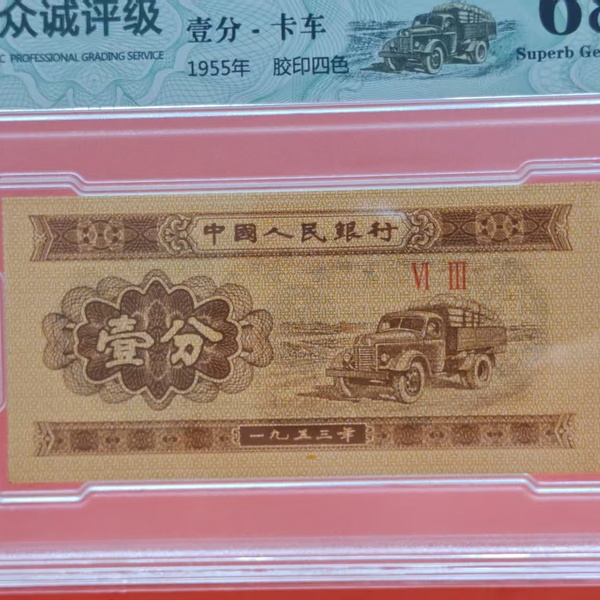 众诚评级
C PROFESSIONAL GRADING SERVICE
壹分 - 卡车
1955年 胶印四色
68
Superb Ge
中國人民銀行
VI III
壹分
一九五三年